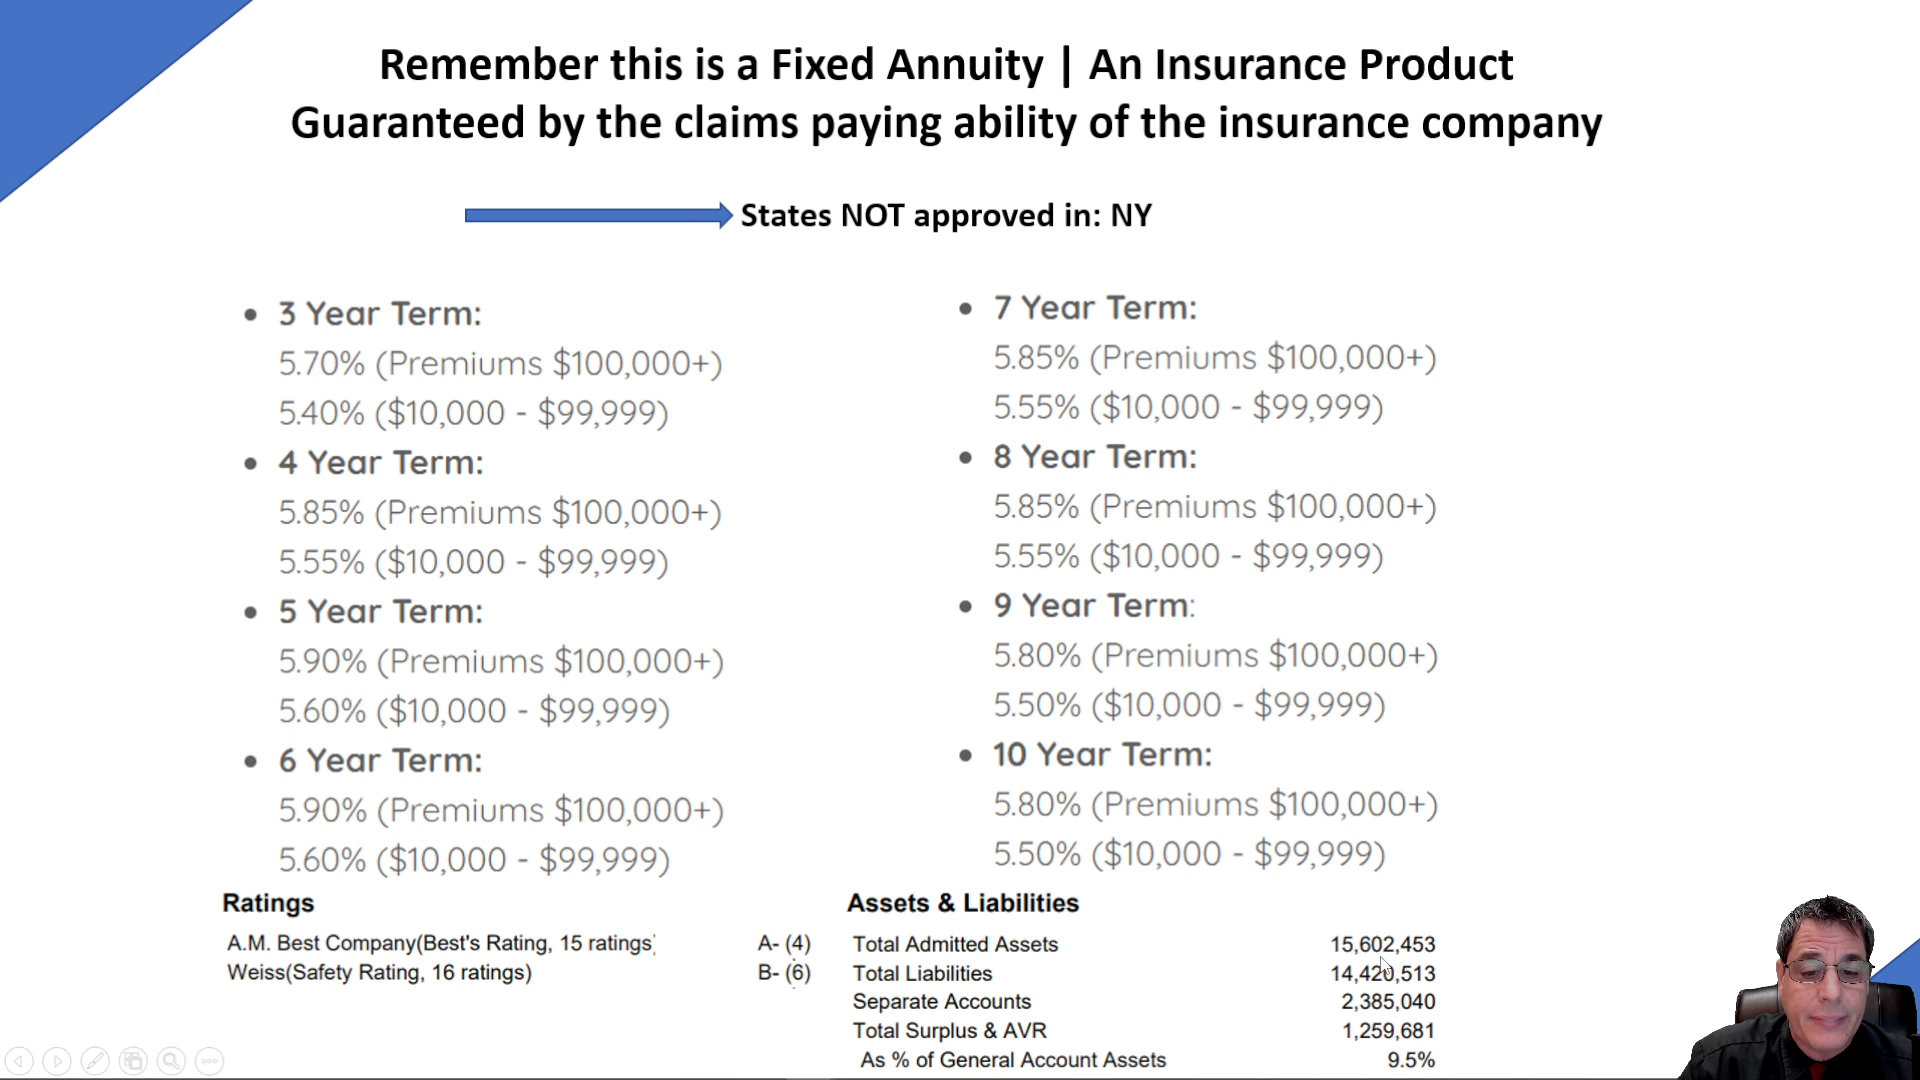 Remember this is a Fixed Annuity | An Insurance Product
Guaranteed by the claims paying ability of the insurance company
States NOT approved in: NY
• 3 Year Term:
5.70% (Premiums $100,000+)
5.40% ($10,000 - $99,999)
• 4 Year Term:
5.85% (Premiums $100,000+)
5.55% ($10,000 - $99,999)
• 5 Year Term:
5.90% (Premiums $100,000+)
5.60% ($10,000 - $99,999)
• 6 Year Term:
5.90% (Premiums $100,000+)
5.60% ($10,000 - $99,999)
• 7 Year Term:
5.85% (Premiums $100,000+)
5.55% ($10,000 - $99,999)
• 8 Year Term:
5.85% (Premiums $100,000+)
5.55% ($10,000 - $99,999)
• 9 Year Term:
5.80% (Premiums $100,000+)
5.50% ($10,000 - $99,999)
• 10 Year Term:
5.80% (Premiums $100,000+)
5.50% ($10,000 - $99,999)
Ratings
A.M. Best Company(Best's Rating, 15 ratings) A- (4)
Weiss(Safety Rating, 16 ratings) B- (6)
Assets & Liabilities
Total Admitted Assets 15,602,453
Total Liabilities 14,420,513
Separate Accounts 2,385,040
Total Surplus & AVR 1,259,681
As % of General Account Assets 9.5%